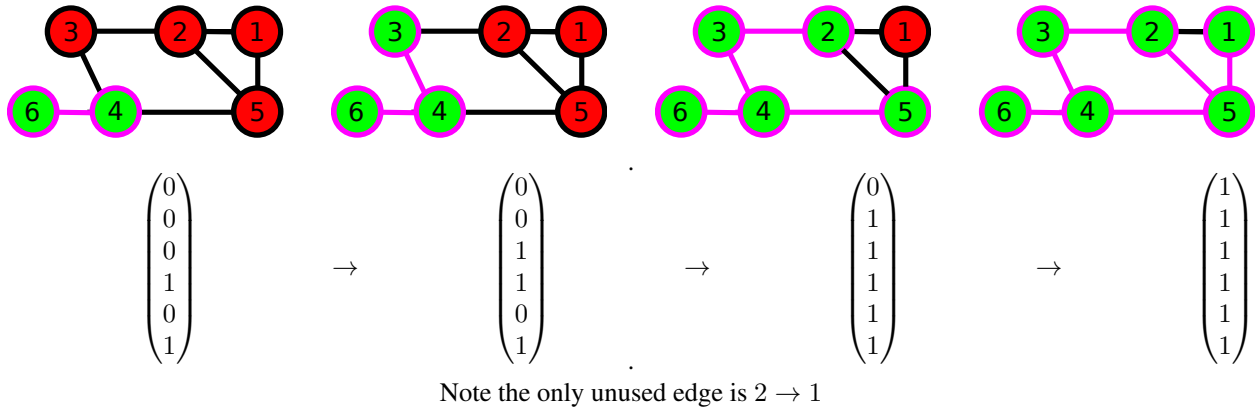 3 2 1 3 2 1 3 2 1 3 2 1
6 4 5 6 4 5 6 4 5 6 4 5
.
0 0 0 1
0 0 1 1
0 → 1 → 1 → 1
1 1 1 1
0 0 1 1
1 1 1 1
.
Note the only unused edge is 2 → 1